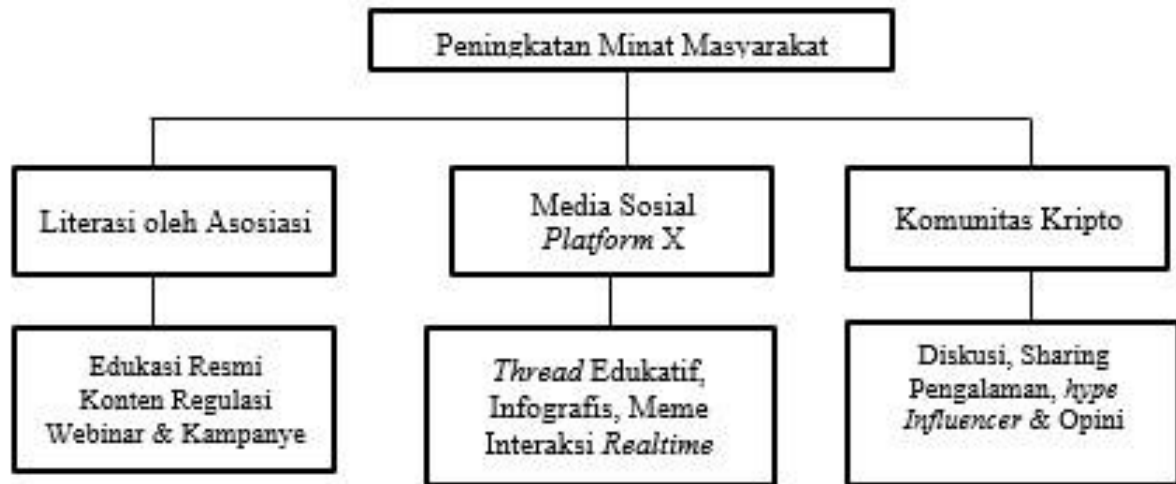 Peningkatan Minat Masyarakat
Literasi oleh Asosiasi
Media Sosial
Platform X
Komunitas Kripto
Edukasi Resmi
Konten Regulasi
Webinar & Kampanye
Thread Edukatif,
Infografis, Meme
Interaksi Realtime
Diskusi, Sharing
Pengalaman, hype
Influencer & Opini